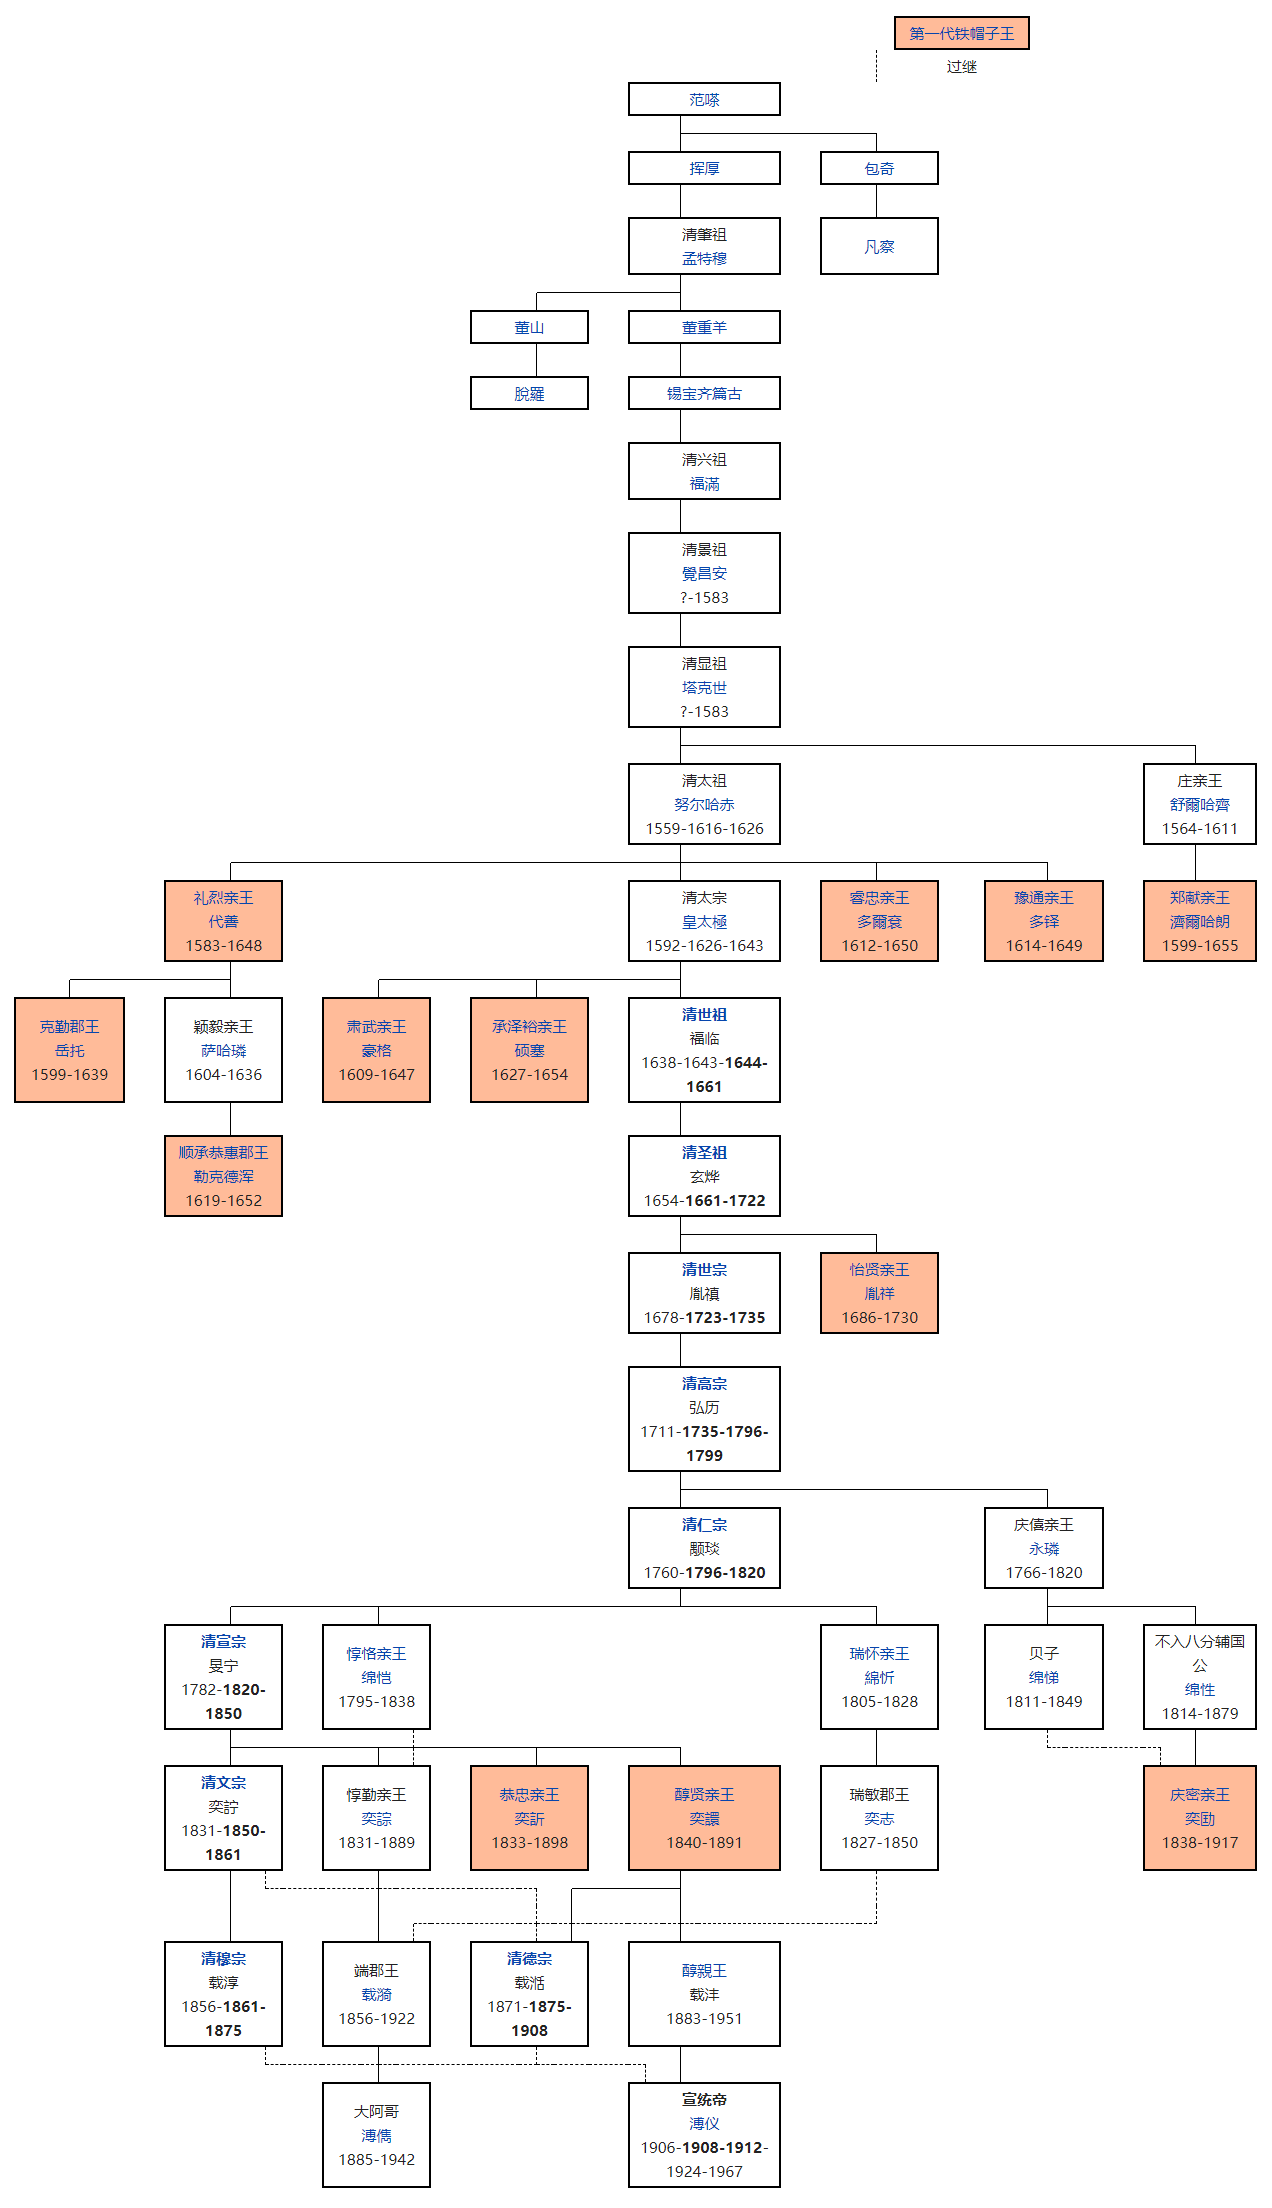 第一代铁帽子王
过继
范嗏
挥厚
包奇
清肇祖
孟特穆
凡察
董山
董重羊
脫羅
锡宝齐篇古
清兴祖
福滿
清景祖
覺昌安
?-1583
清显祖
塔克世
?-1583
清太祖
努尔哈赤
1559-1616-1626
庄亲王
舒爾哈齊
1564-1611
礼烈亲王
代善
1583-1648
清太宗
皇太極
1592-1626-1643
睿忠亲王
多爾袞
1612-1650
豫通亲王
多铎
1614-1649
郑献亲王
濟爾哈朗
1599-1655
克勤郡王
岳托
1599-1639
颖毅亲王
萨哈璘
1604-1636
肃武亲王
豪格
1609-1647
承泽裕亲王
硕塞
1627-1654
清世祖
福临
1638-1643-1644-
1661
顺承恭惠郡王
勒克德浑
1619-1652
清圣祖
玄烨
1654-1661-1722
清世宗
胤禛
1678-1723-1735
怡贤亲王
胤祥
1686-1730
清高宗
弘历
1711-1735-1796-
1799
清仁宗
颙琰
1760-1796-1820
庆僖亲王
永璘
1766-1820
清宣宗
旻宁
1782-1820-
1850
惇恪亲王
绵恺
1795-1838
瑞怀亲王
綿忻
1805-1828
贝子
绵悌
1811-1849
不入八分辅国
公
绵性
1814-1879
清文宗
奕詝
1831-1850-
1861
惇勤亲王
奕誴
1831-1889
恭忠亲王
奕訢
1833-1898
醇贤亲王
奕譞
1840-1891
瑞敏郡王
奕志
1827-1850
庆密亲王
奕劻
1838-1917
清穆宗
载淳
1856-1861-
1875
端郡王
载漪
1856-1922
清德宗
载湉
1871-1875-
1908
醇親王
载沣
1883-1951
大阿哥
溥儁
1885-1942
宣统帝
溥仪
1906-1908-1912-
1924-1967